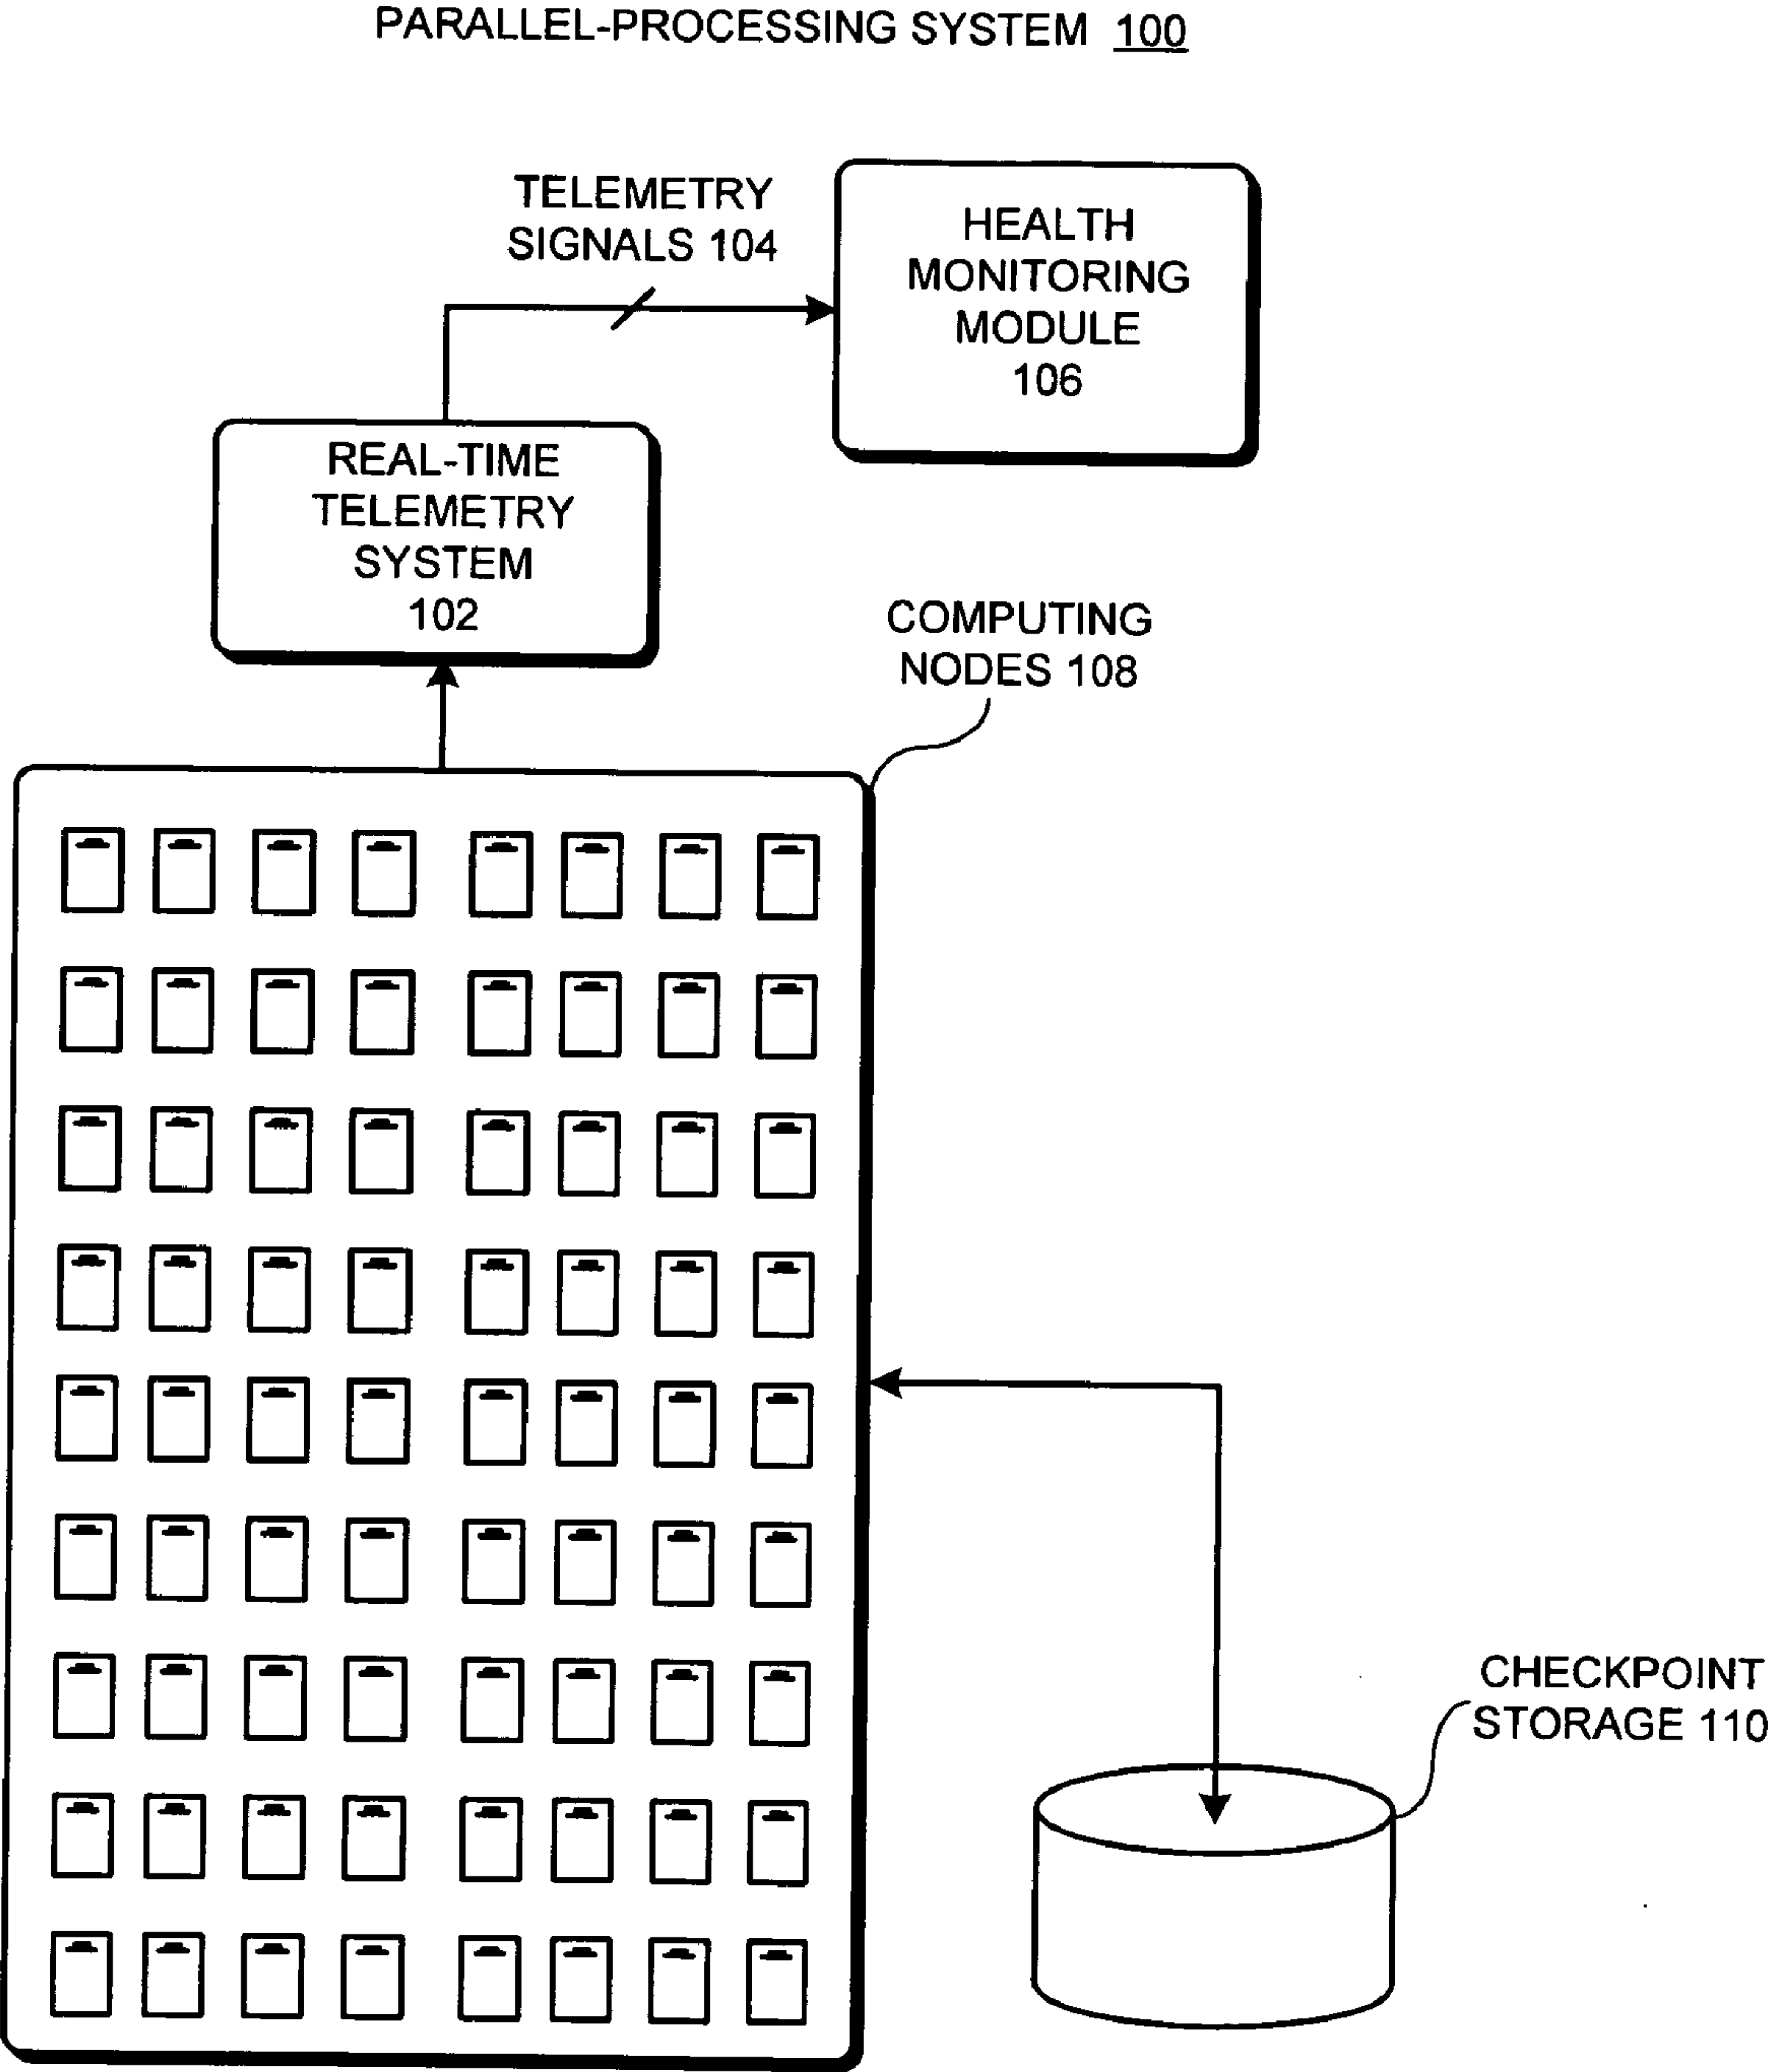 PARALLEL-PROCESSING SYSTEM 100
TELEMETRY
SIGNALS 104
HEALTH
MONITORING
MODULE
106
REAL-TIME
TELEMETRY
SYSTEM
102
COMPUTING
NODES 108
CHECKPOINT
STORAGE 110